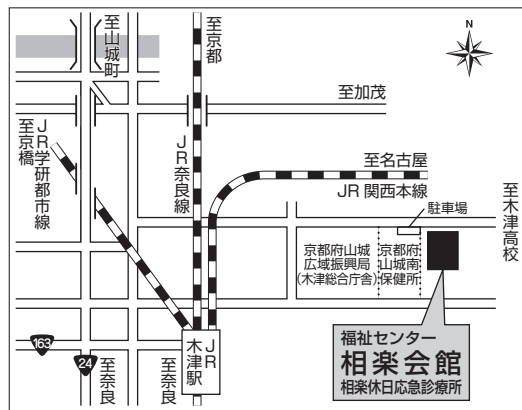 至山城町
至京都
N
至加茂
JR学研都市線
至京橋
JR奈良線
至名古屋
JR関西本線
駐車場
至木津高校
京都府山城
広域振興局
(木津総合庁舎)
京都府
山城南
保健所
福祉センター
相楽会館
相楽休日応急診療所
JR
木津駅
163
24
至奈良
至奈良